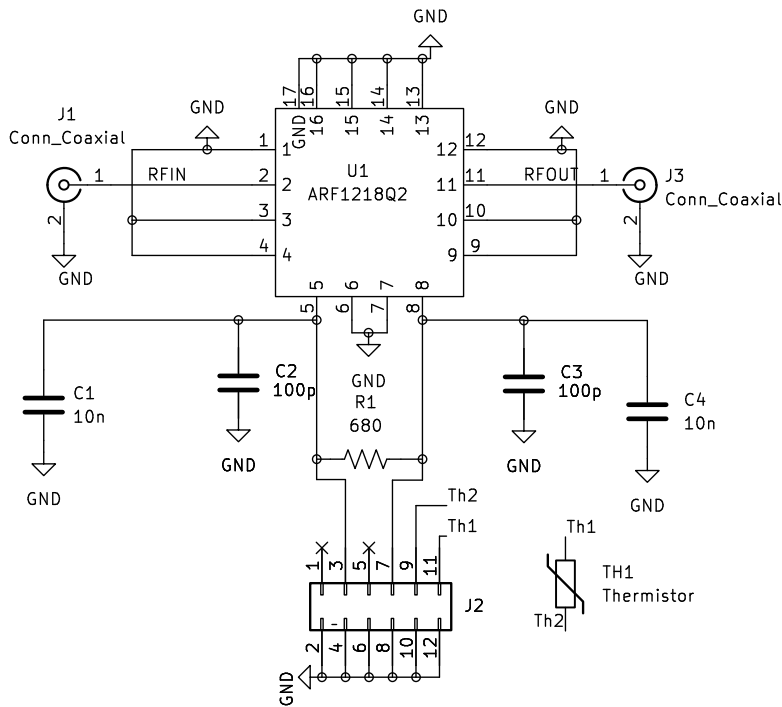 GND
17
16
15
14
13
GND
16
15
14
13
J1
Conn_Coaxial
GND
GND
1
1
12
12
U1
ARF1218Q2
1
RFIN
2
2
11
11
RFOUT
1
J3
Conn_Coaxial
2
3
3
10
10
2
4
4
9
9
GND
GND
5
6
7
8
5
6
7
8
C1
10n
C2
100p
GND
C3
100p
C4
10n
R1
680
GND
GND
GND
GND
Th2
Th1
1
3
5
7
9
11
J2
2
4
6
8
10
12
GND
Th1
TH1
Thermistor
Th2